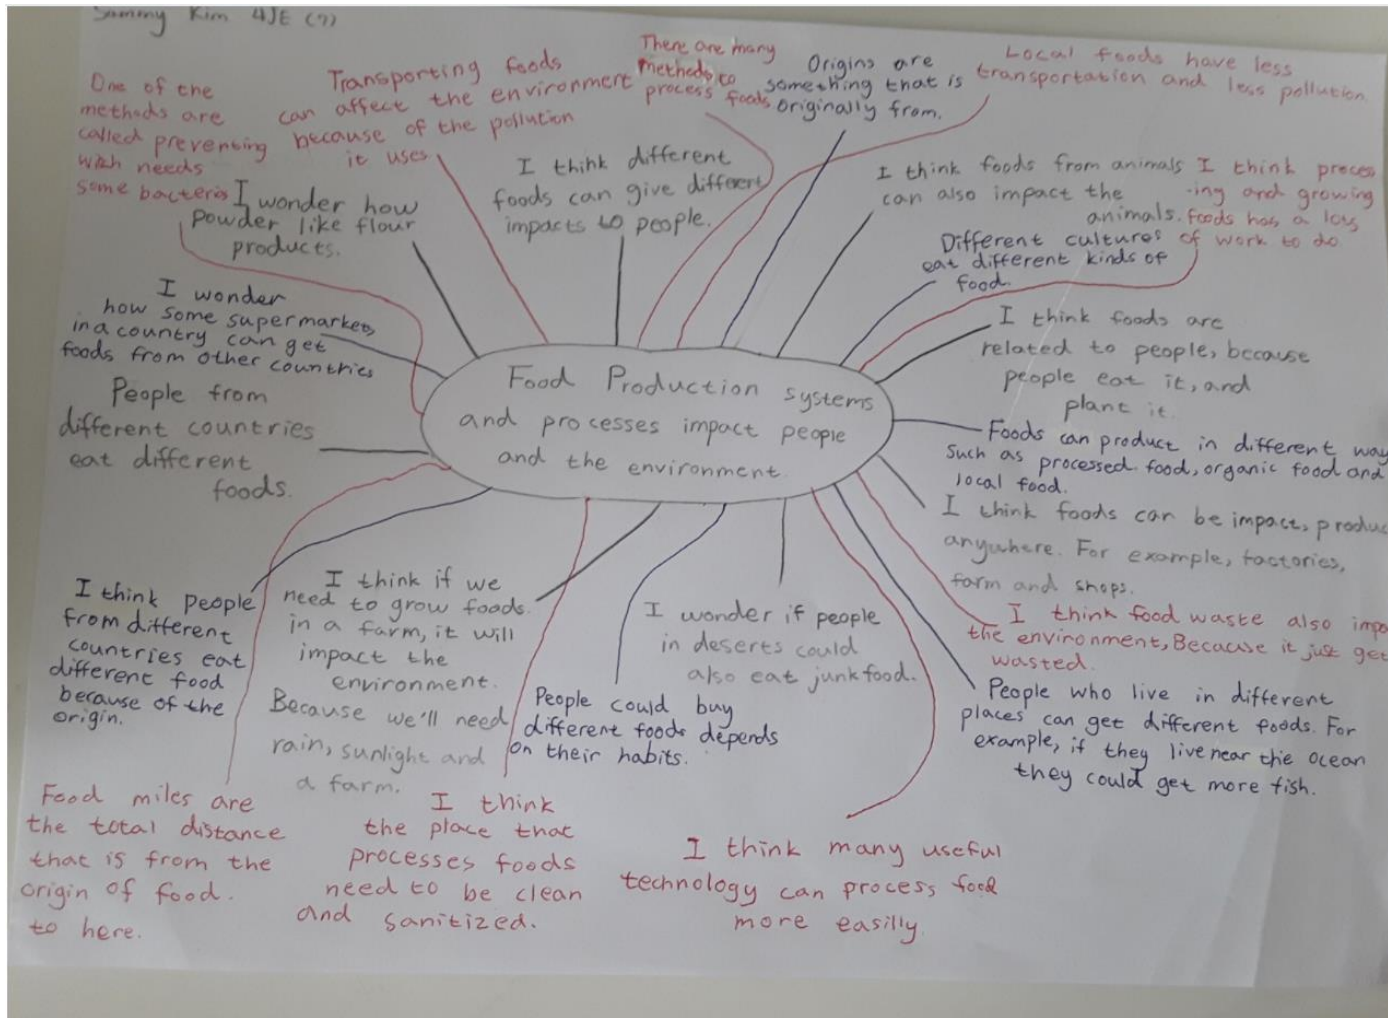 Sammy Kim 4JE (7)
One of the
methods are
called preventing
wich needs
some bacteria
Transporting foods
can affect the environment
because of the pollution
it uses
There are many
methods to
process foods
Origins are
something that is
originally from.
Local foods have less
transportation and less pollution
I wonder how
powder like flour
products.
I think different
foods can give different
impacts to people.
I think foods from animals
can also impact the
animals.
I think process
-ing and growing
foods has a lots
of work to do
Different cultures
eat different kinds of
food.
I wonder
how some supermarkets
in a country can get
foods from other countries
I think foods are
related to people, because
people eat it, and
plant it.
Food Production systems
and processes impact people
and the environment.
People from
different countries
eat different
foods.
Foods can product in different way
such as processed food, organic food and
local food.
I think foods can be impact, produc
anywhere. For example, factories,
farm and shops.
I think People
from different
countries eat
different food
because of the
origin.
I think if we
need to grow foods
in a farm, it will
impact the
environment.
Because we'll need
rain, sunlight and
a farm.
People could buy
different foods depends
on their habits.
I wonder if people
in deserts could
also eat junk food.
I think food waste also impa
the environment, Because it just get
wasted.
People who live in different
places can get different foods. For
example, if they live near the ocean
they could get more fish.
Food miles are
the total distance
that is from the
origin of food.
to here.
I think
the place that
processes foods
need to be clean
and sanitized.
I think many useful
technology can process food
more easilly.